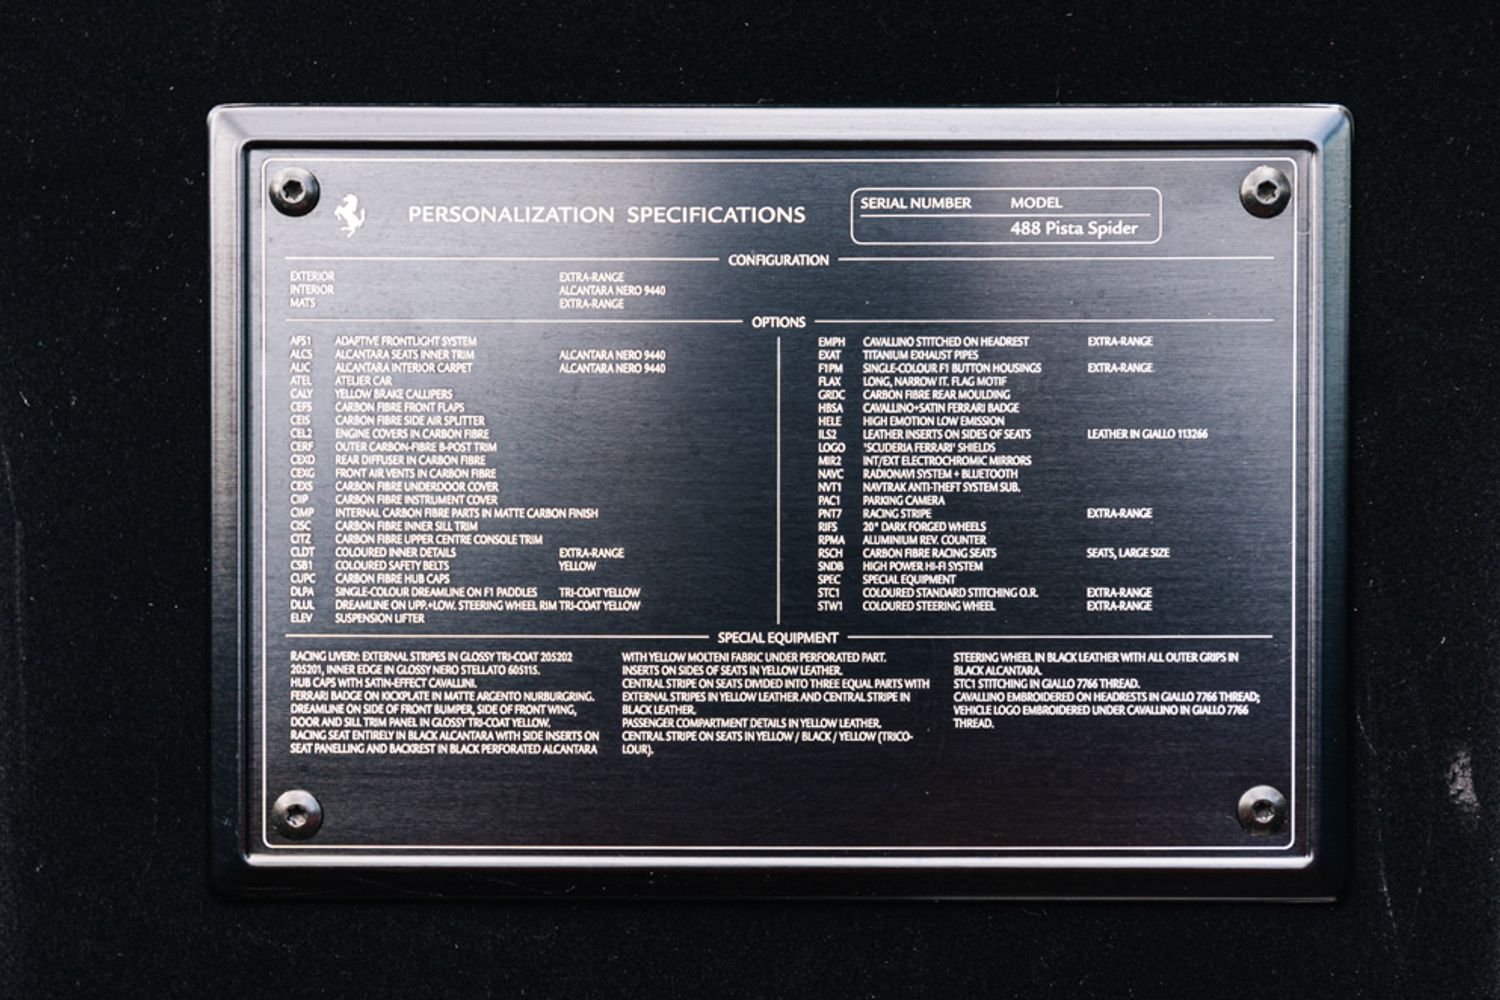 PERSONALIZATION SPECIFICATIONS
SERIAL NUMBER MODEL
488 Pista Spider
CONFIGURATION
EXTERIOR EXTRA-RANGE
INTERIOR ALCANTARA NERO 9440
MATS EXTRA-RANGE
OPTIONS
AFS1 ADAPTIVE FRONTLIGHT SYSTEM
ALCS ALCANTARA SEATS INNER TRIM ALCANTARA NERO 9440
ALIC ALCANTARA INTERIOR CARPET ALCANTARA NERO 9440
ATEL ATELIER CAR
CALY YELLOW BRAKE CALLIPERS
CEFS CARBON FIBRE FRONT FLAPS
CEIS CARBON FIBRE SIDE AIR SPLITTER
CEL2 ENGINE COVERS IN CARBON FIBRE
CERF OUTER CARBON-FIBRE B-POST TRIM
CEXD REAR DIFFUSER IN CARBON FIBRE
CEXG FRONT AIR VENTS IN CARBON FIBRE
CEXS CARBON FIBRE UNDERDOOR COVER
CIIP CARBON FIBRE INSTRUMENT COVER
CIMP INTERNAL CARBON FIBRE PARTS IN MATTE CARBON FINISH
CISC CARBON FIBRE INNER SILL TRIM
CITZ CARBON FIBRE UPPER CENTRE CONSOLE TRIM
CLDT COLOURED INNER DETAILS EXTRA-RANGE
CSB1 COLOURED SAFETY BELTS YELLOW
CUPC CARBON FIBRE HUB CAPS
DLPA SINGLE-COLOUR DREAMLINE ON F1 PADDLES TRI-COAT YELLOW
DLUL DREAMLINE ON UPP.+LOW. STEERING WHEEL RIM TRI-COAT YELLOW
ELEV SUSPENSION LIFTER
EMPH CAVALLINO STITCHED ON HEADREST EXTRA-RANGE
EXAT TITANIUM EXHAUST PIPES
F1PM SINGLE-COLOUR F1 BUTTON HOUSINGS EXTRA-RANGE
FLAX LONG, NARROW IT. FLAG MOTIF
GRDC CARBON FIBRE REAR MOULDING
HBSA CAVALLINO+SATIN FERRARI BADGE
HELE HIGH EMOTION LOW EMISSION
ILS2 LEATHER INSERTS ON SIDES OF SEATS LEATHER IN GIALLO 113266
LOGO 'SCUDERIA FERRARI' SHIELDS
MIR2 INT/EXT ELECTROCHROMIC MIRRORS
NAVC RADIONAVI SYSTEM + BLUETOOTH
NVT1 NAVTRAK ANTI-THEFT SYSTEM SUB.
PAC1 PARKING CAMERA
PNT7 RACING STRIPE EXTRA-RANGE
RIFS 20" DARK FORGED WHEELS
RPMA ALUMINIUM REV. COUNTER
RSCH CARBON FIBRE RACING SEATS SEATS, LARGE SIZE
SNDB HIGH POWER HI-FI SYSTEM
SPEC SPECIAL EQUIPMENT
STC1 COLOURED STANDARD STITCHING O.R. EXTRA-RANGE
STW1 COLOURED STEERING WHEEL EXTRA-RANGE
SPECIAL EQUIPMENT
RACING LIVERY: EXTERNAL STRIPES IN GLOSSY TRI-COAT 205202
205201, INNER EDGE IN GLOSSY NERO STELLATO 605115.
HUB CAPS WITH SATIN-EFFECT CAVALLINI.
FERRARI BADGE ON KICKPLATE IN MATTE ARGENTO NURBURGRING.
DREAMLINE ON SIDE OF FRONT BUMPER, SIDE OF FRONT WING,
DOOR AND SILL TRIM PANEL IN GLOSSY TRI-COAT YELLOW.
RACING SEAT ENTIRELY IN BLACK ALCANTARA WITH SIDE INSERTS ON
SEAT PANELLING AND BACKREST IN BLACK PERFORATED ALCANTARA
WITH YELLOW MOLTENI FABRIC UNDER PERFORATED PART.
INSERTS ON SIDES OF SEATS IN YELLOW LEATHER.
CENTRAL STRIPE ON SEATS DIVIDED INTO THREE EQUAL PARTS WITH
EXTERNAL STRIPES IN YELLOW LEATHER AND CENTRAL STRIPE IN
BLACK LEATHER.
PASSENGER COMPARTMENT DETAILS IN YELLOW LEATHER.
CENTRAL STRIPE ON SEATS IN YELLOW / BLACK / YELLOW (TRICO-
LOUR).
STEERING WHEEL IN BLACK LEATHER WITH ALL OUTER GRIPS IN
BLACK ALCANTARA.
STC1 STITCHING IN GIALLO 7766 THREAD.
CAVALLINO EMBROIDERED ON HEADRESTS IN GIALLO 7766 THREAD;
VEHICLE LOGO EMBROIDERED UNDER CAVALLINO IN GIALLO 7766
THREAD.